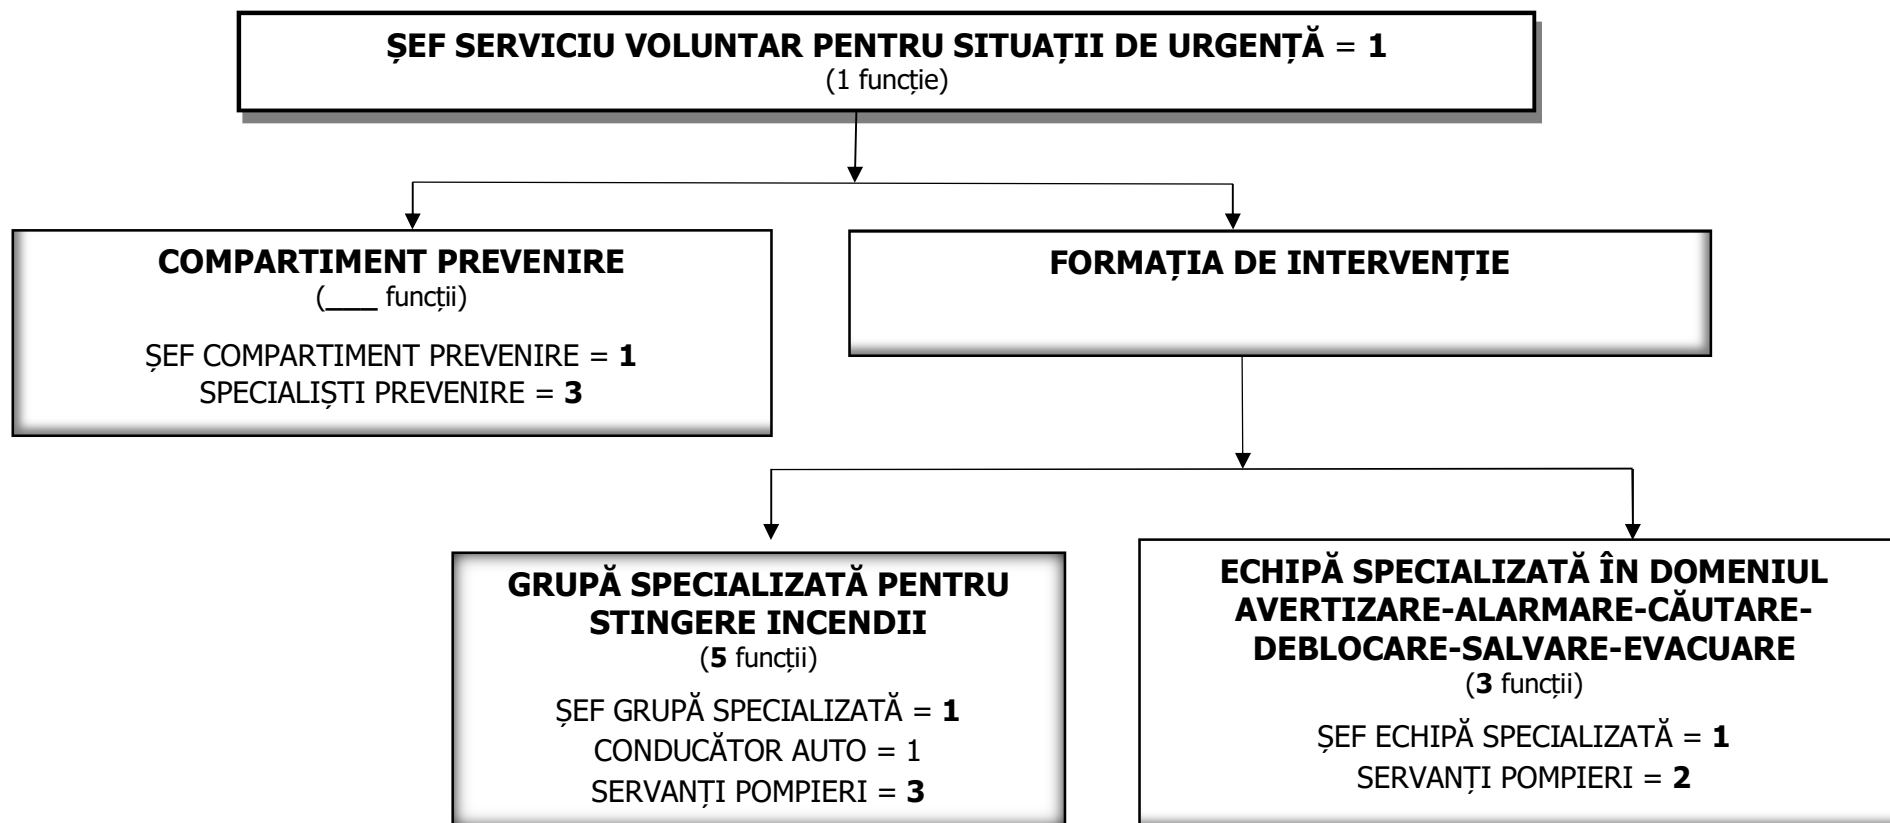 ȘEF SERVICIU VOLUNTAR PENTRU SITUAȚII DE URGENȚĂ = 1
(1 funcție)
COMPARTIMENT PREVENIRE
(___ funcții)
ȘEF COMPARTIMENT PREVENIRE = 1
SPECIALIȘTI PREVENIRE = 3
FORMAȚIA DE INTERVENȚIE
GRUPĂ SPECIALIZATĂ PENTRU
STINGERE INCENDII
(5 funcții)
ȘEF GRUPĂ SPECIALIZATĂ = 1
CONDUCĂTOR AUTO = 1
SERVANȚI POMPIERI = 3
ECHIPĂ SPECIALIZATĂ ÎN DOMENIUL
AVERTIZARE-ALARMARE-CĂUTARE-
DEBLOCARE-SALVARE-EVACUARE
(3 funcții)
ȘEF ECHIPĂ SPECIALIZATĂ = 1
SERVANȚI POMPIERI = 2